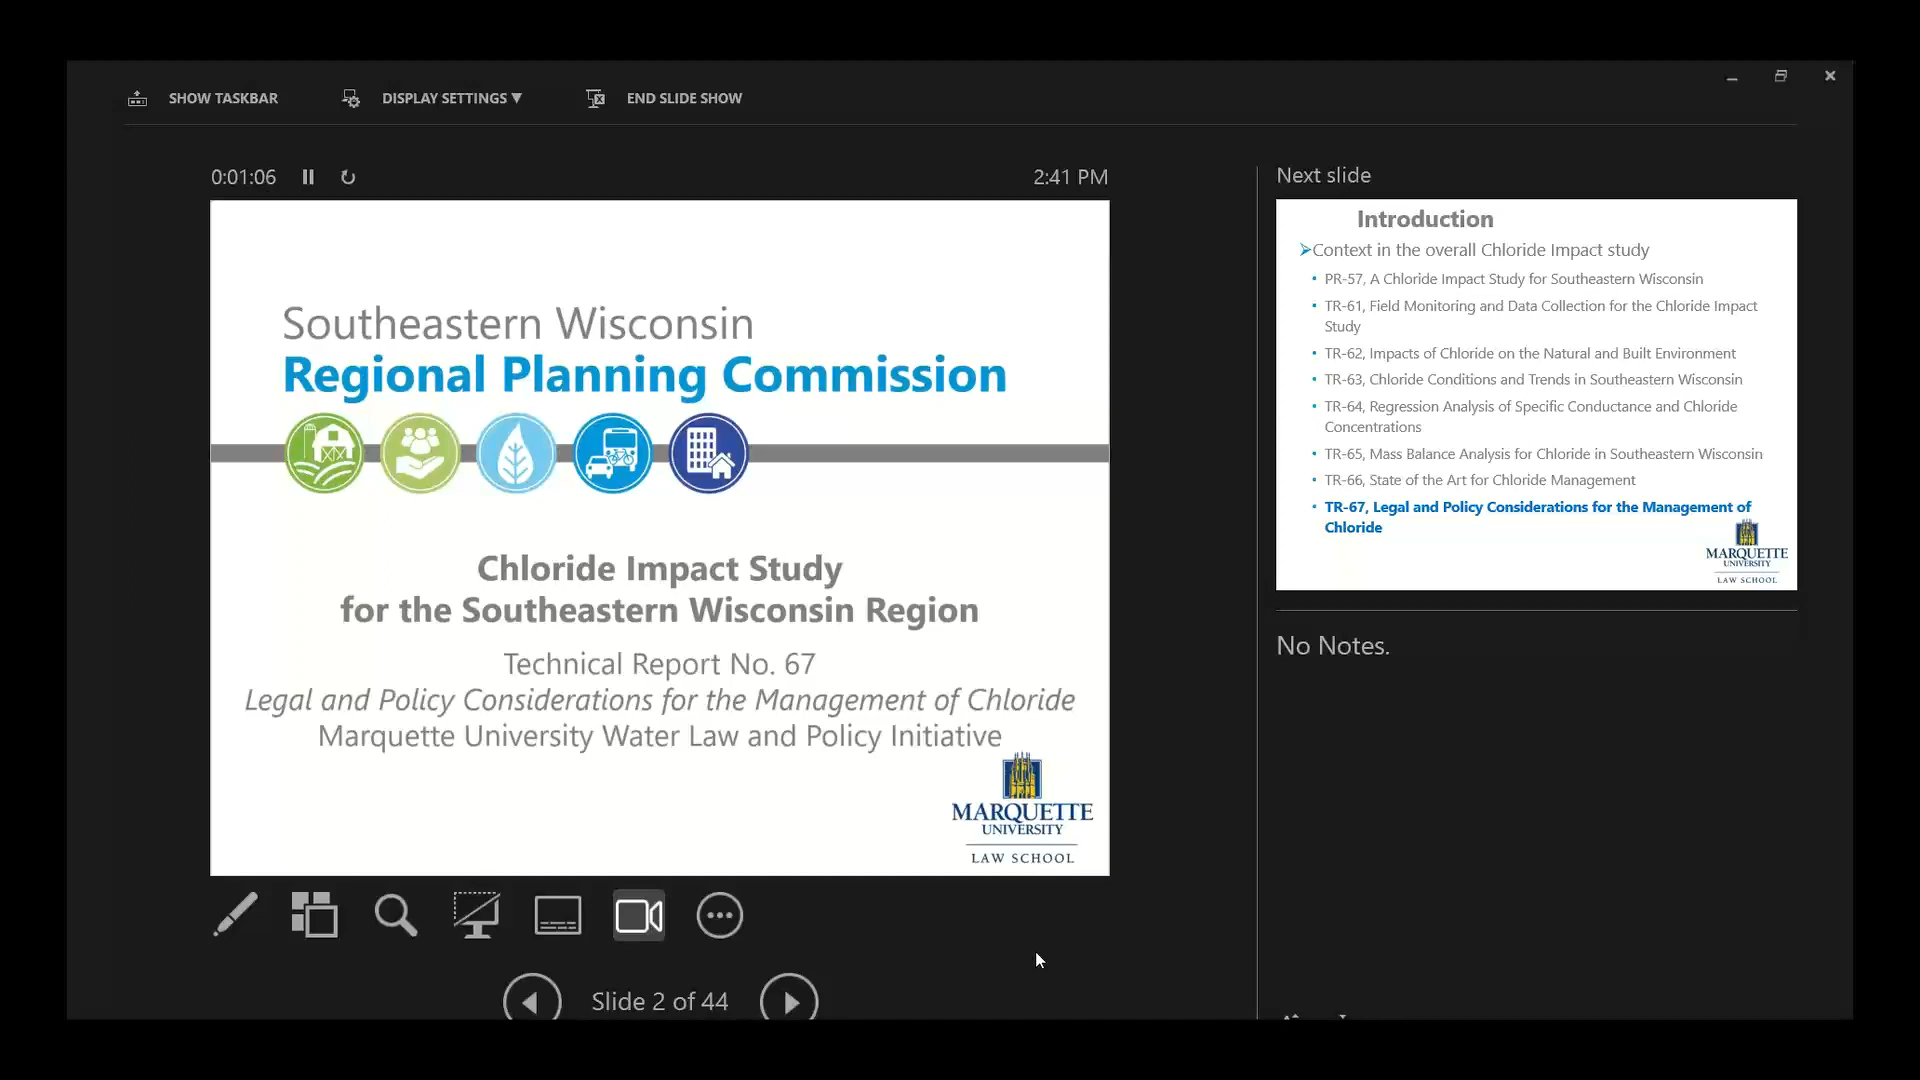 SHOW TASKBAR
DISPLAY SETTINGS ▼
END SLIDE SHOW
0:01:06
2:41 PM
Southeastern Wisconsin
Regional Planning Commission
Chloride Impact Study
for the Southeastern Wisconsin Region
Technical Report No. 67
Legal and Policy Considerations for the Management of Chloride
Marquette University Water Law and Policy Initiative
MARQUETTE
UNIVERSITY
LAW SCHOOL
Slide 2 of 44
Next slide
Introduction
➢Context in the overall Chloride Impact study
• PR-57, A Chloride Impact Study for Southeastern Wisconsin
• TR-61, Field Monitoring and Data Collection for the Chloride Impact
Study
• TR-62, Impacts of Chloride on the Natural and Built Environment
• TR-63, Chloride Conditions and Trends in Southeastern Wisconsin
• TR-64, Regression Analysis of Specific Conductance and Chloride
Concentrations
• TR-65, Mass Balance Analysis for Chloride in Southeastern Wisconsin
• TR-66, State of the Art for Chloride Management
• TR-67, Legal and Policy Considerations for the Management of
Chloride
MARQUETTE
UNIVERSITY
LAW SCHOOL
No Notes.